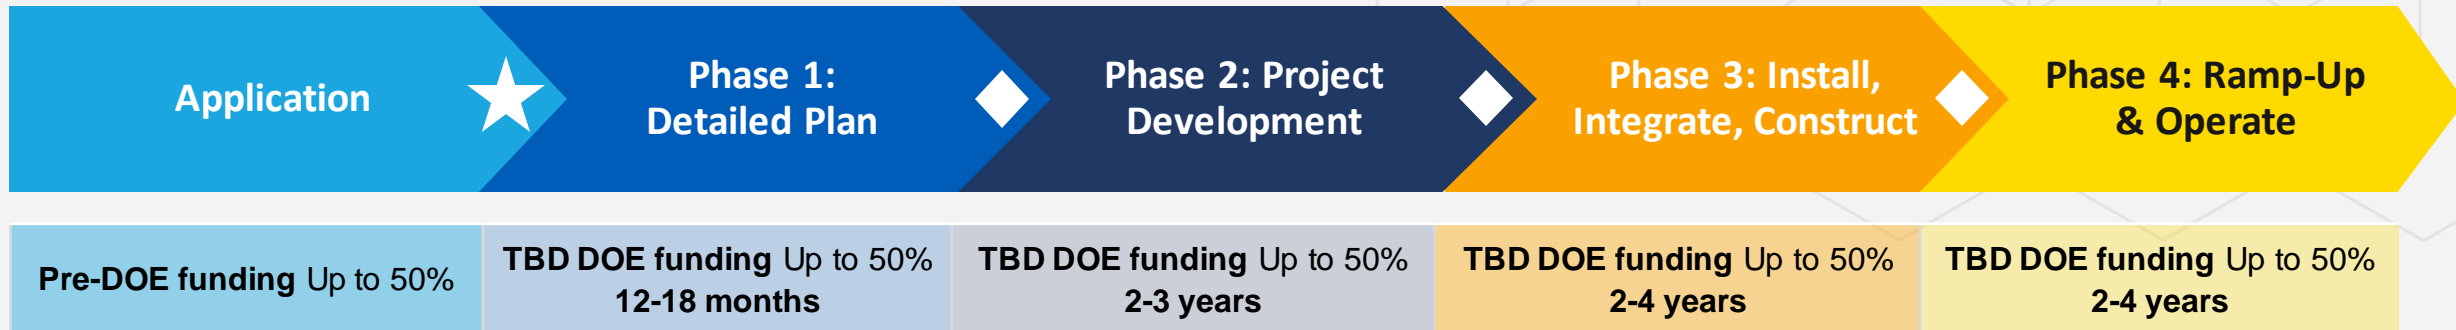 Application
Phase 1:
Detailed Plan
Phase 2: Project
Development
Phase 3: Install,
Integrate, Construct
Phase 4: Ramp-Up
& Operate
Pre-DOE funding Up to 50%
TBD DOE funding Up to 50%
12-18 months
TBD DOE funding Up to 50%
2-3 years
TBD DOE funding Up to 50%
2-4 years
TBD DOE funding Up to 50%
2-4 years